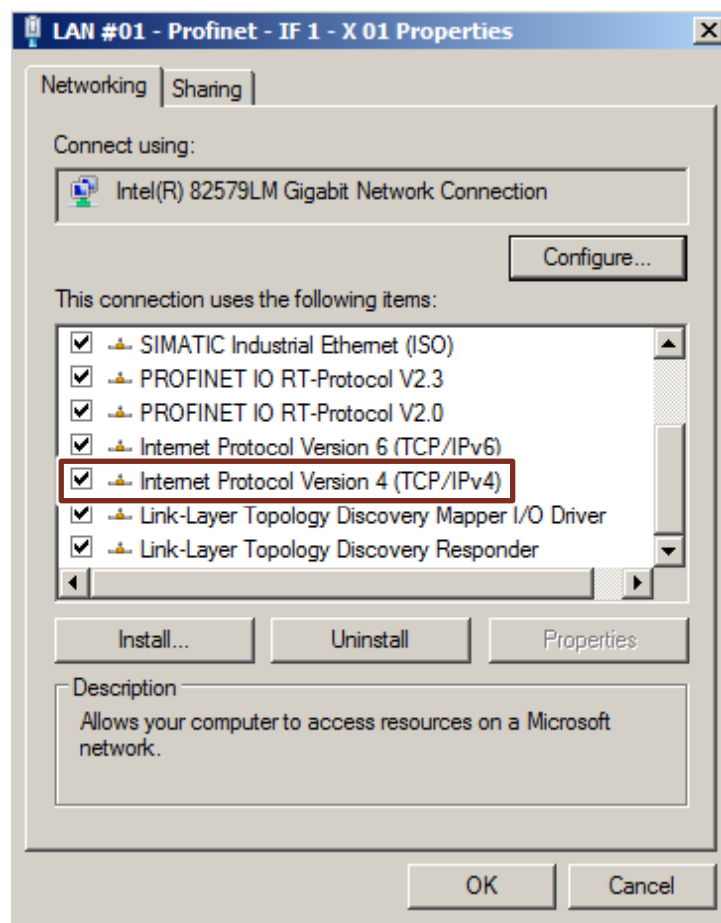 LAN #01 - Profinet - IF 1 - X 01 Properties
Networking Sharing
Connect using:
Intel(R) 82579LM Gigabit Network Connection
Configure...
This connection uses the following items:
SIMATIC Industrial Ethernet (ISO)
PROFINET IO RT-Protocol V2.3
PROFINET IO RT-Protocol V2.0
Internet Protocol Version 6 (TCP/IPv6)
Internet Protocol Version 4 (TCP/IPv4)
Link-Layer Topology Discovery Mapper I/O Driver
Link-Layer Topology Discovery Responder
Install... Uninstall Properties
Description
Allows your computer to access resources on a Microsoft
network.
OK Cancel